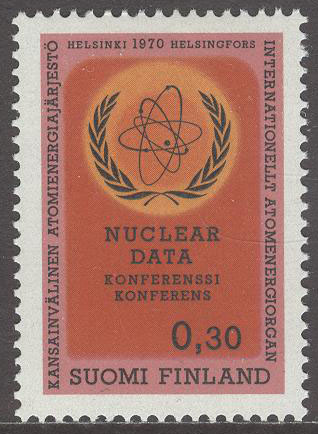 HELSINKI 1970 HELSINGFORS
KANSAINVÄLINEN ATOMIENERGIAJÄRJESTÖ
INTERNATIONELLT ATOMENERGIORGAN
NUCLEAR
DATA
KONFERENSSI
KONFERENS
0,30
SUOMI FINLAND